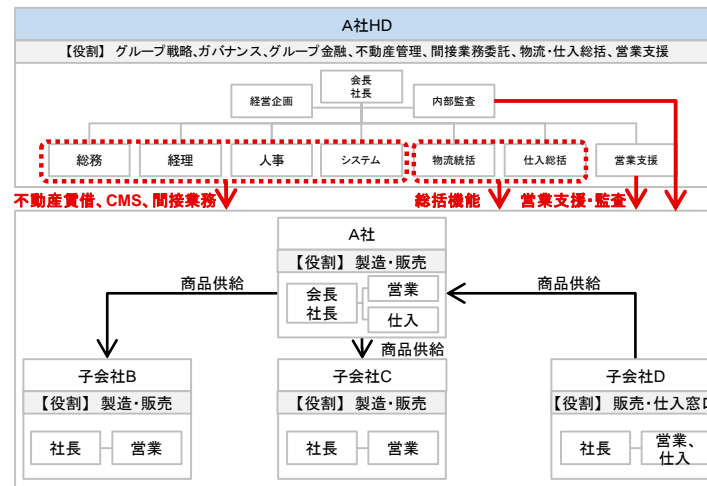 A社HD
【役割】 グループ戦略、ガバナンス、グループ金融、不動産管理、間接業務委託、物流・仕入総括、営業支援
会長
社長
経営企画
内部監査
総務
経理
人事
システム
物流統括
仕入総括
営業支援
不動産賃借、CMS、間接業務
総括機能
営業支援・監査
A社
【役割】 製造・販売
会長
社長
営業
仕入
商品供給
商品供給
商品供給
子会社B
【役割】 製造・販売
社長
営業
子会社C
【役割】 製造・販売
社長
営業
子会社D
【役割】 販売・仕入窓口
社長
営業、
仕入